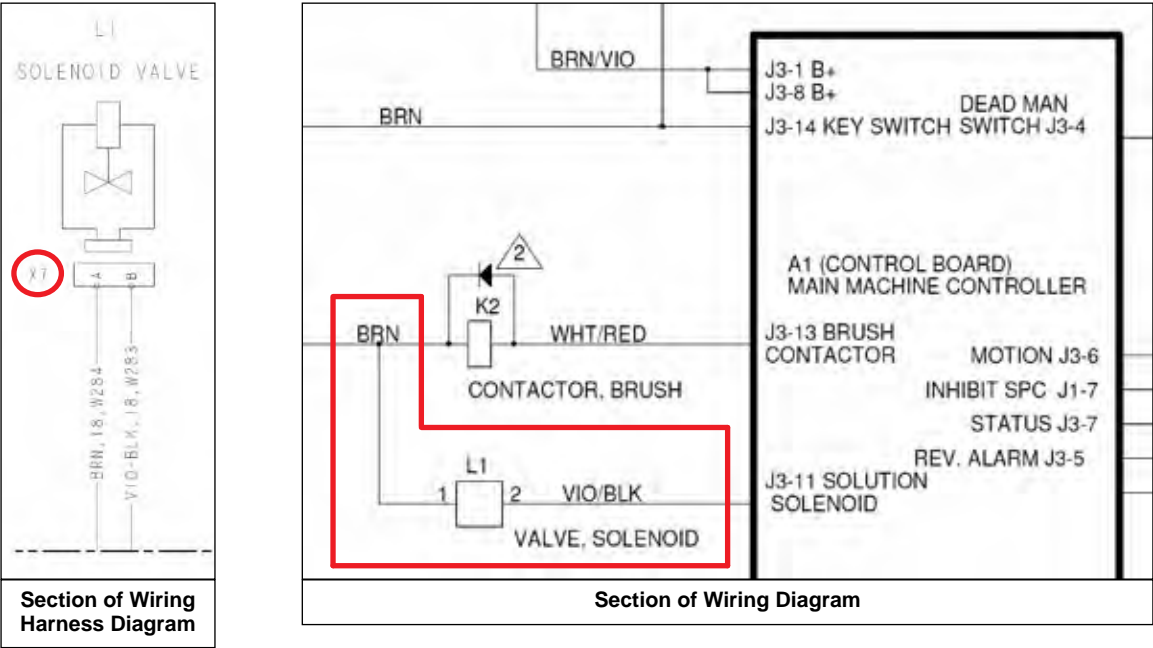 L1
SOLENOID VALVE
X7
A
B
BRN,18,W284
VIO-BLK,18,W283
Section of Wiring
Harness Diagram
BRN/VIO
BRN
J3-1 B+
J3-8 B+
DEAD MAN
J3-14 KEY SWITCH SWITCH J3-4
2
K2
A1 (CONTROL BOARD)
MAIN MACHINE CONTROLLER
BRN
WHT/RED
J3-13 BRUSH
CONTACTOR
MOTION J3-6
CONTACTOR, BRUSH
INHIBIT SPC J1-7
STATUS J3-7
REV. ALARM J3-5
L1
1
2
VIO/BLK
J3-11 SOLUTION
SOLENOID
VALVE, SOLENOID
Section of Wiring Diagram